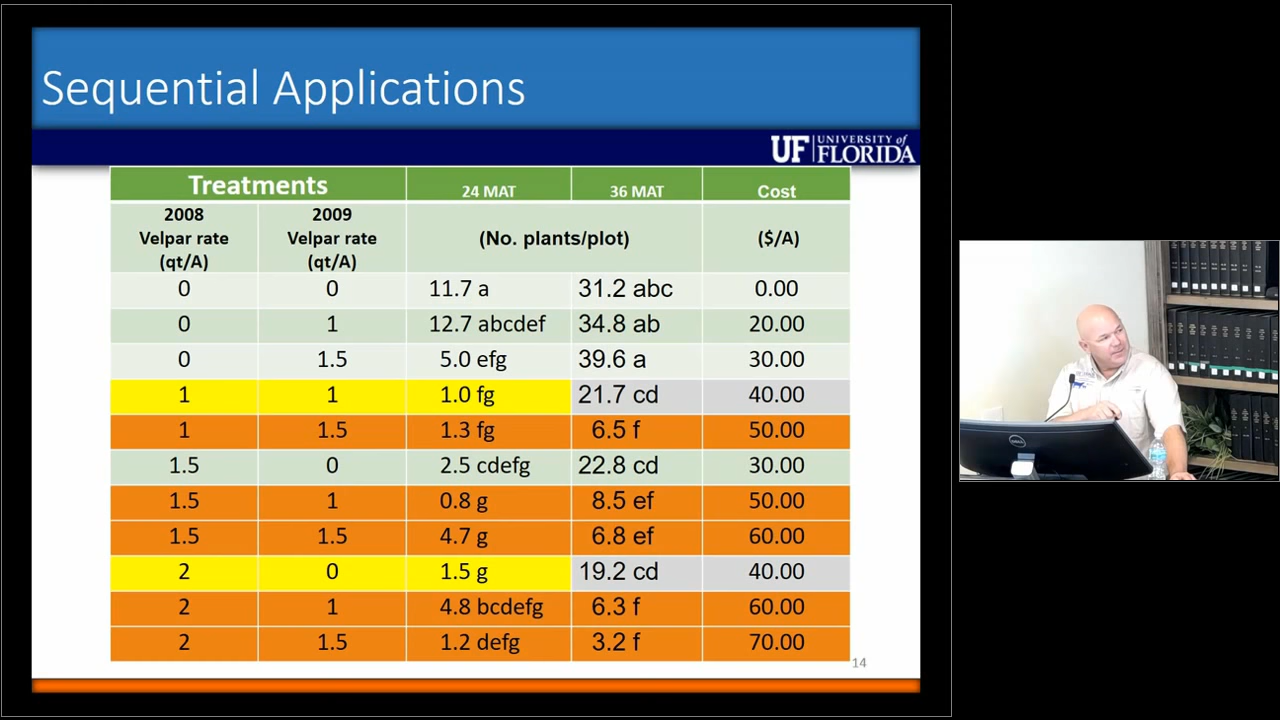 Sequential Applications
UF UNIVERSITY of
FLORIDA
Treatments 24 MAT 36 MAT Cost
2008 2009
Velpar rate Velpar rate (No. plants/plot) ($/A)
(qt/A) (qt/A)
0 0 11.7 a 31.2 abc 0.00
0 1 12.7 abcdef 34.8 ab 20.00
0 1.5 5.0 efg 39.6 a 30.00
1 1 1.0 fg 21.7 cd 40.00
1 1.5 1.3 fg 6.5 f 50.00
1.5 0 2.5 cdefg 22.8 cd 30.00
1.5 1 0.8 g 8.5 ef 50.00
1.5 1.5 4.7 g 6.8 ef 60.00
2 0 1.5 g 19.2 cd 40.00
2 1 4.8 bcdefg 6.3 f 60.00
2 1.5 1.2 defg 3.2 f 70.00
14
DELL